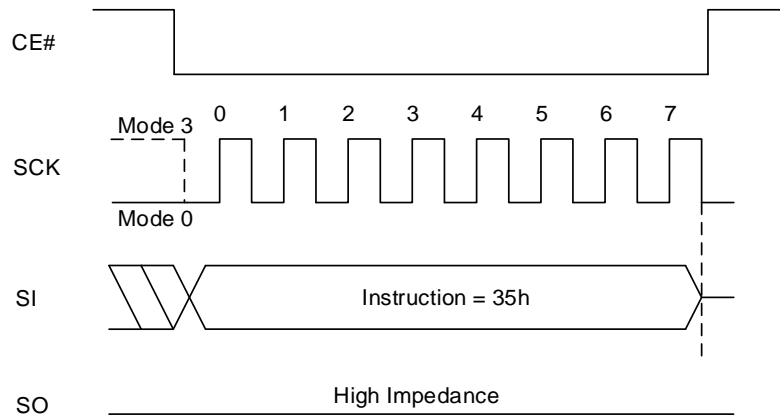 CE#
0 1 2 3 4 5 6 7
Mode 3
SCK
Mode 0
SI
Instruction = 35h
High Impedance
SO